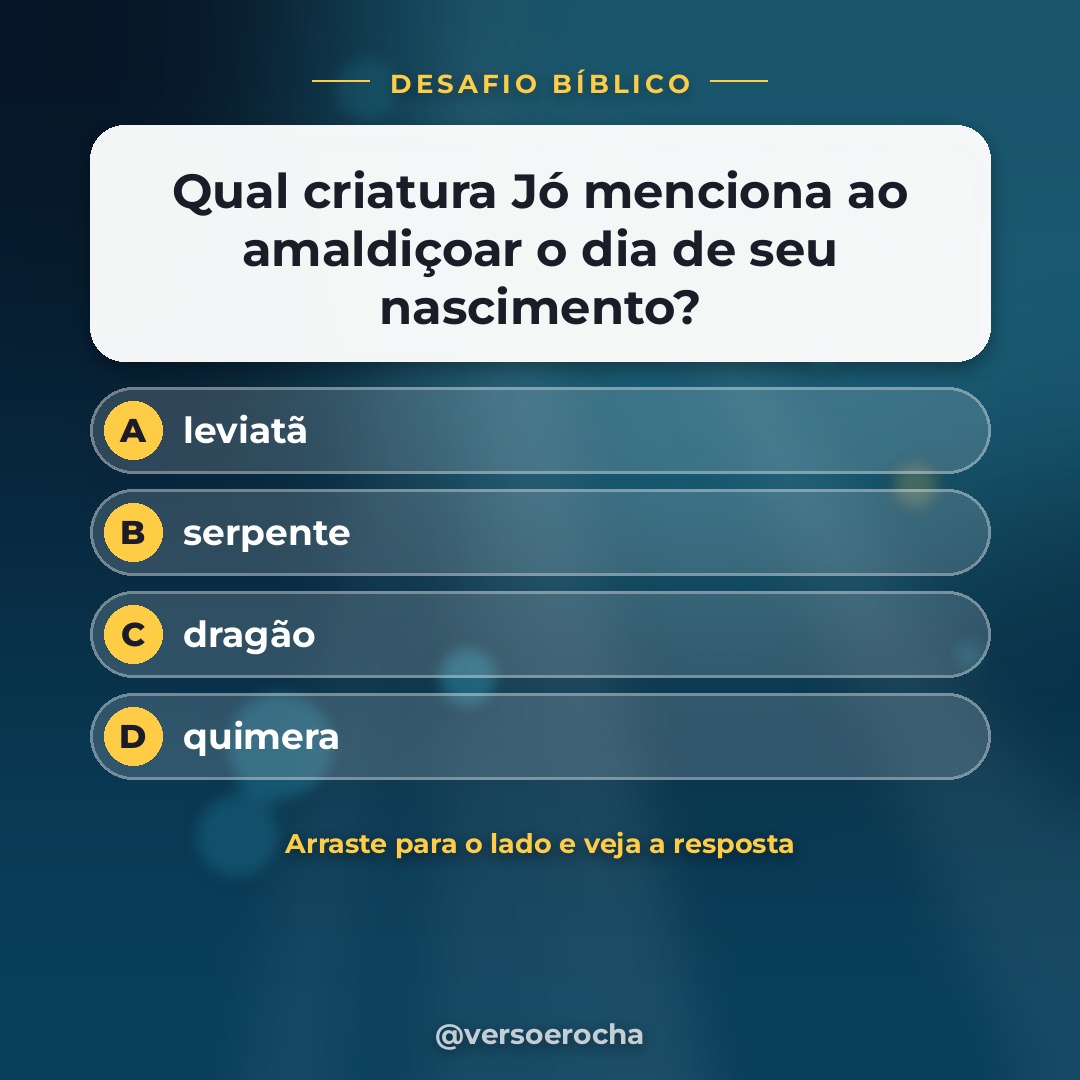 DESAFIO BÍBLICO
Qual criatura Jó menciona ao
amaldiçoar o dia de seu
nascimento?
A leviatã
B serpente
C dragão
D quimera
Arraste para o lado e veja a resposta
@versoerocha